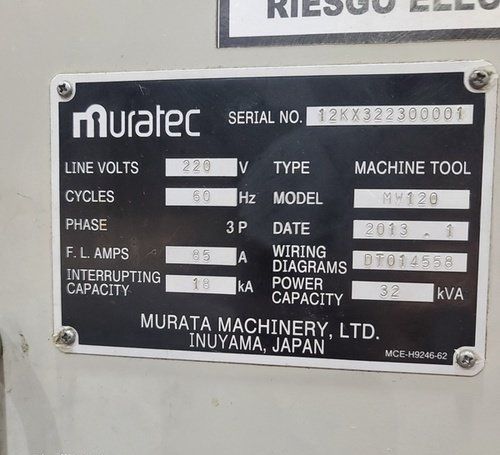 RIESGO ELEC
muratec
SERIAL NO. 12KX322300001
LINE VOLTS 220 V TYPE MACHINE TOOL
CYCLES 60 Hz MODEL MW120
PHASE 3P DATE 2013 . 1
F. L. AMPS 85 A WIRING DIAGRAMS DT014558
INTERRUPTING CAPACITY 18 kA POWER CAPACITY 32 kVA
MURATA MACHINERY, LTD.
INUYAMA, JAPAN
MCE-H9246-62